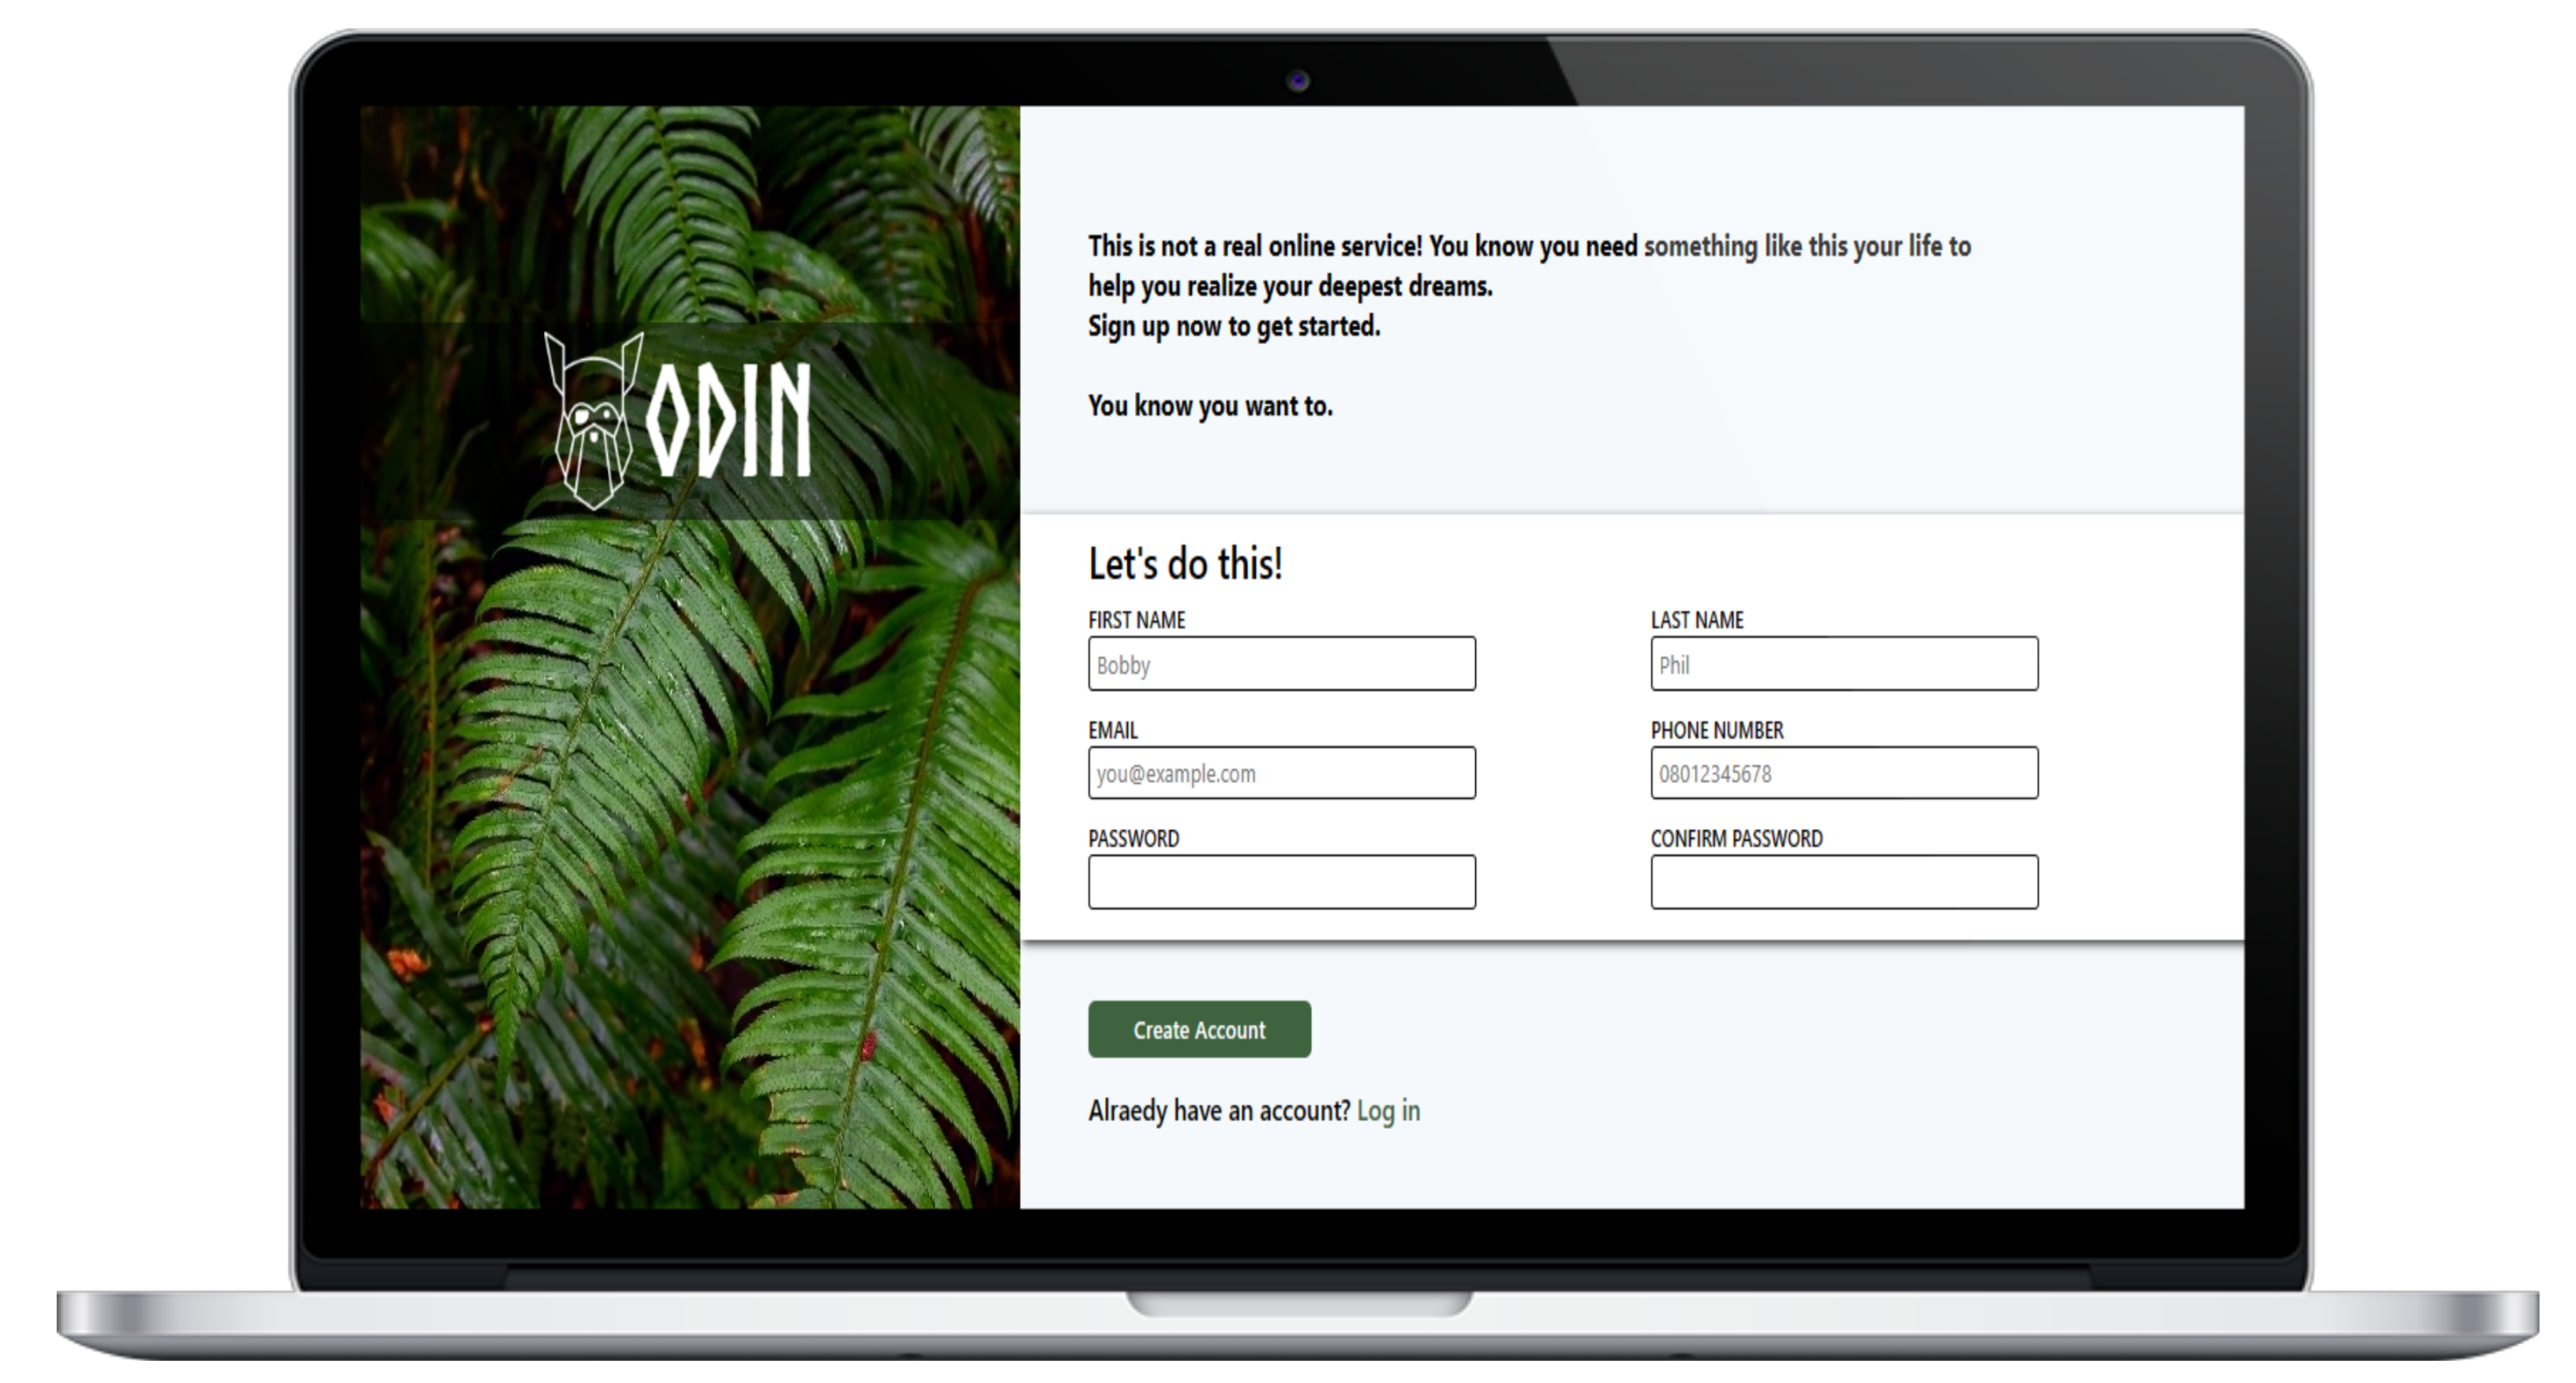 ODIN
This is not a real online service! You know you need something like this your life to
help you realize your deepest dreams.
Sign up now to get started.
You know you want to.
Let's do this!
FIRST NAME
LAST NAME
Bobby
Phil
EMAIL
PHONE NUMBER
you@example.com
08012345678
PASSWORD
CONFIRM PASSWORD
Create Account
Alraedy have an account? Log in